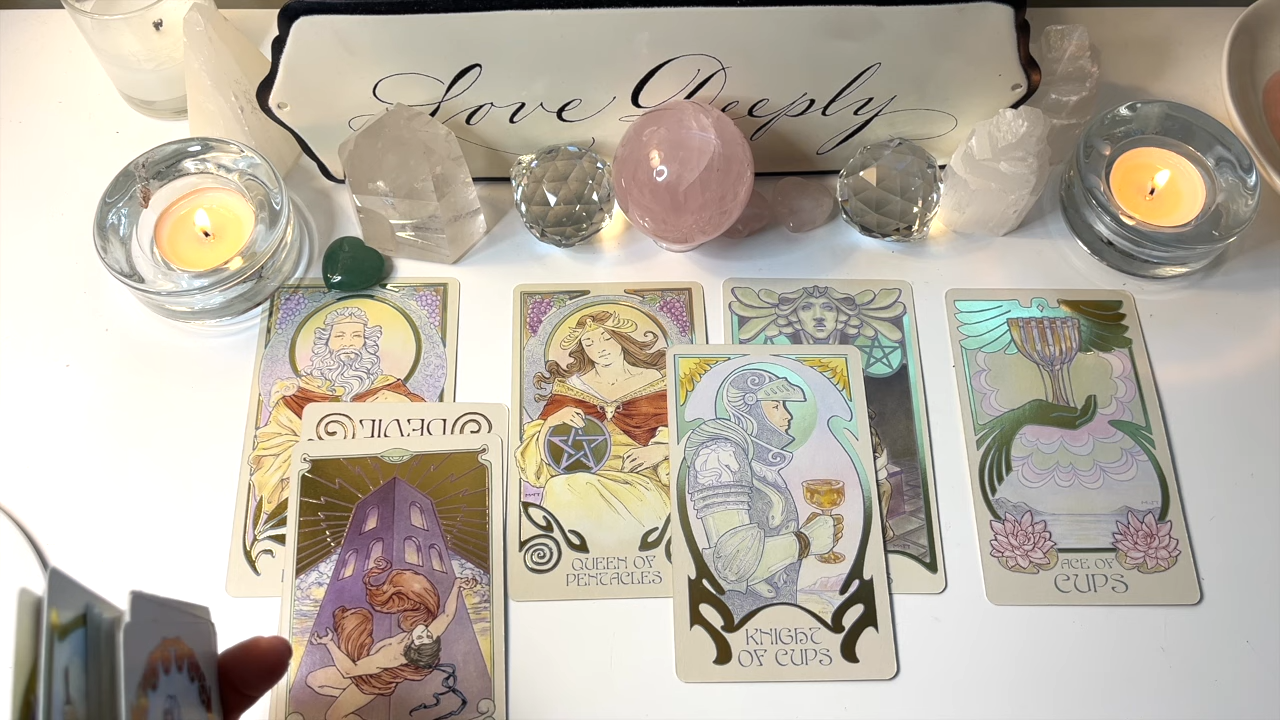 Love Deeply
DEVIL
QUEEN OF
PENTACLES
KNIGHT
OF CUPS
ACE OF
CUPS